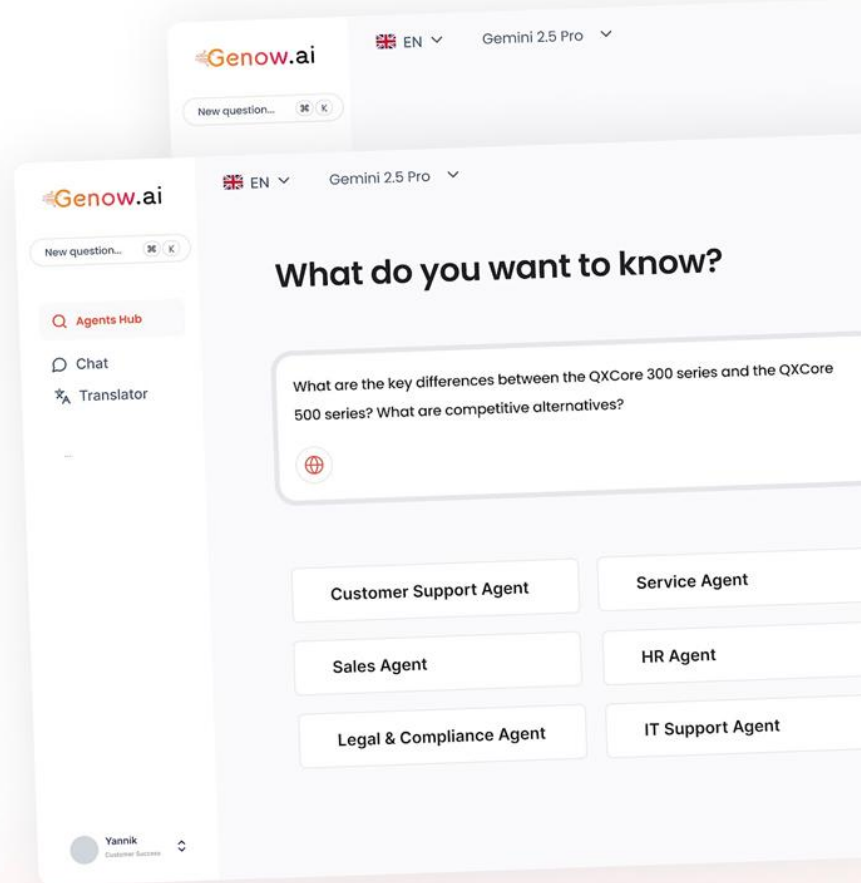 Genow.ai
EN
Gemini 2.5 Pro
New question...
⌘ K
Genow.ai
EN
Gemini 2.5 Pro
New question...
⌘ K
What do you want to know?
Agents Hub
Chat
Translator
...
What are the key differences between the QXCore 300 series and the QXCore
500 series? What are competitive alternatives?
Customer Support Agent
Service Agent
Sales Agent
HR Agent
Legal & Compliance Agent
IT Support Agent
Yannik
Customer Success